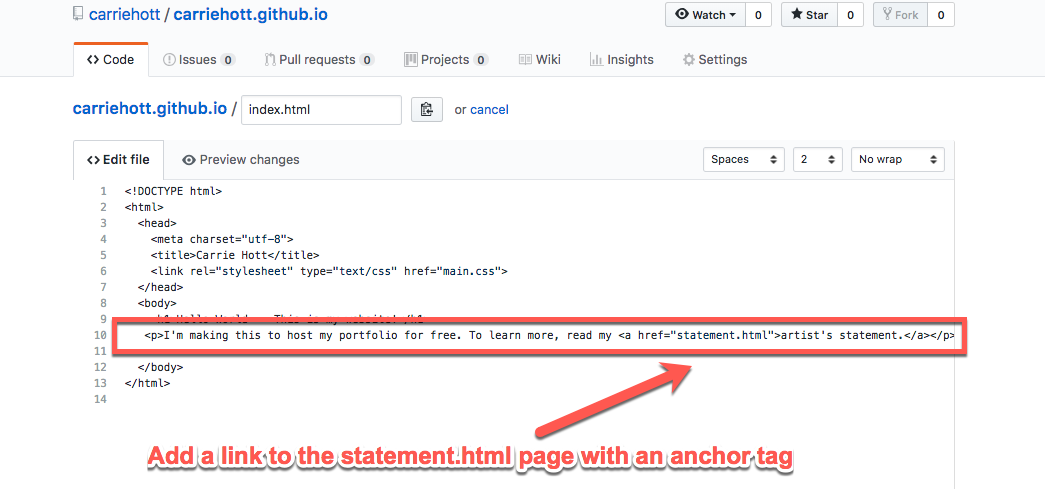 carriehott / carriehott.github.io
Watch 0 Star 0 Fork 0
Code Issues 0 Pull requests 0 Projects 0 Wiki Insights Settings
carriehott.github.io / index.html or cancel
<> Edit file Preview changes Spaces 2 No wrap
1 <!DOCTYPE html>
2 <html>
3 <head>
4 <meta charset="utf-8">
5 <title>Carrie Hott</title>
6 <link rel="stylesheet" type="text/css" href="main.css">
7 </head>
8 <body>
9
10 <p>I'm making this to host my portfolio for free. To learn more, read my <a href="statement.html">artist's statement.</a></p>
11
12 </body>
13 </html>
14
Add a link to the statement.html page with an anchor tag